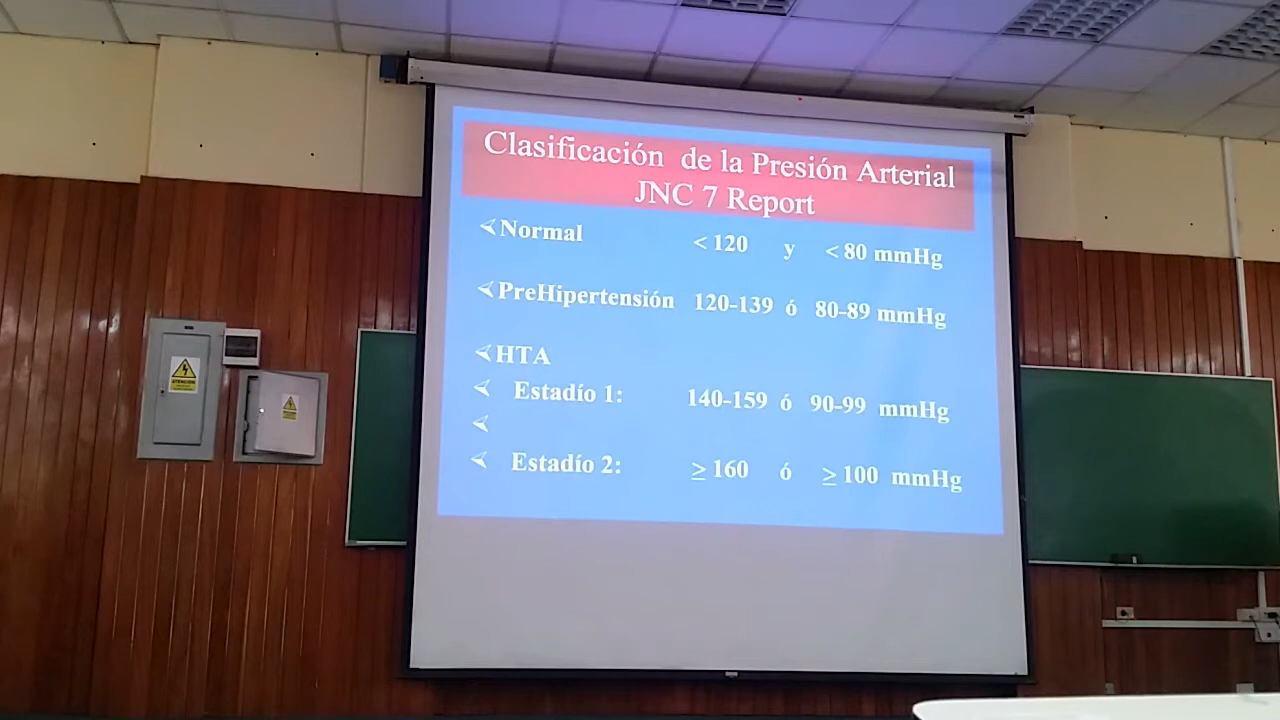 Clasificación de la Presión Arterial
JNC 7 Report
Normal < 120 y < 80 mmHg
PreHipertensión 120-139 ó 80-89 mmHg
HTA
Estadío 1: 140-159 ó 90-99 mmHg
Estadío 2: ≥ 160 ó ≥ 100 mmHg
ATENCION